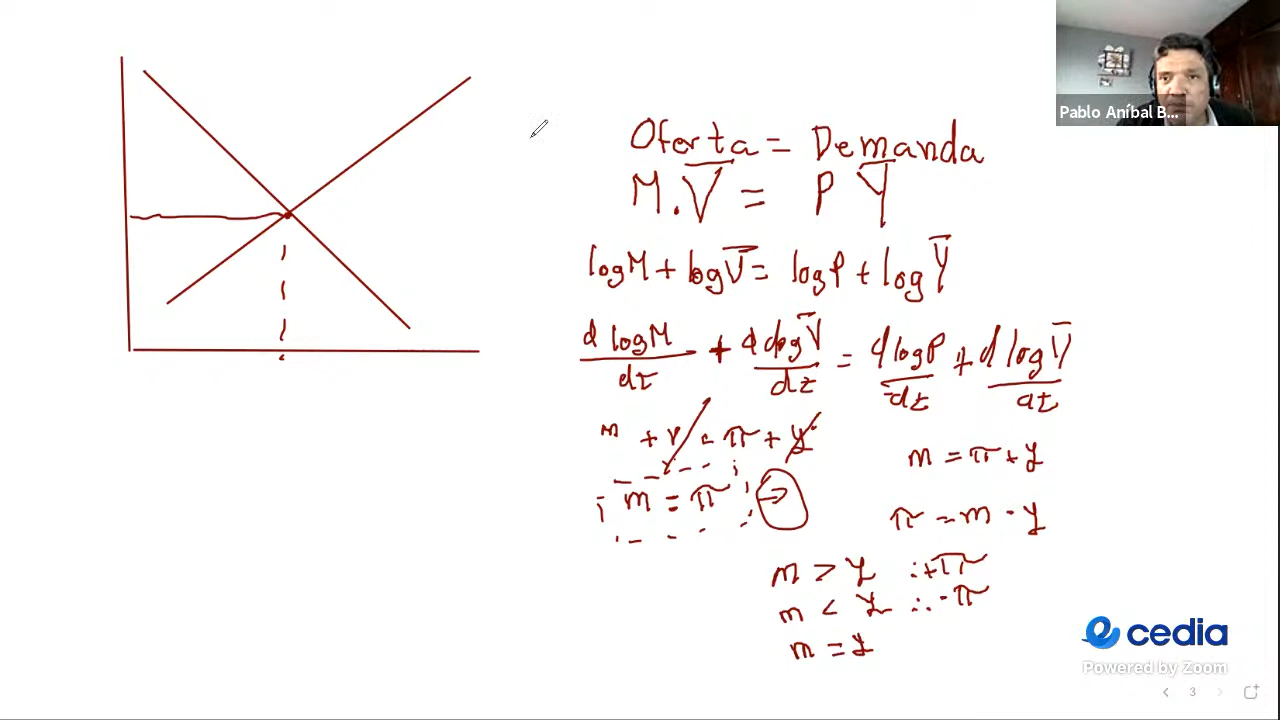 Pablo Aníbal B...
Oferta = Demanda
M.V̅ = P Y̅
log M + log V̅ = log P + log Y̅
d log M/dt + d log V̅/dt = d log P/dt + d log Y̅/dt
m + v = π + y
m = π →
m = π + y
π = m - y
m > y ∴ +π
m < y ∴ -π
m = y
cedia
Powered by Zoom
3